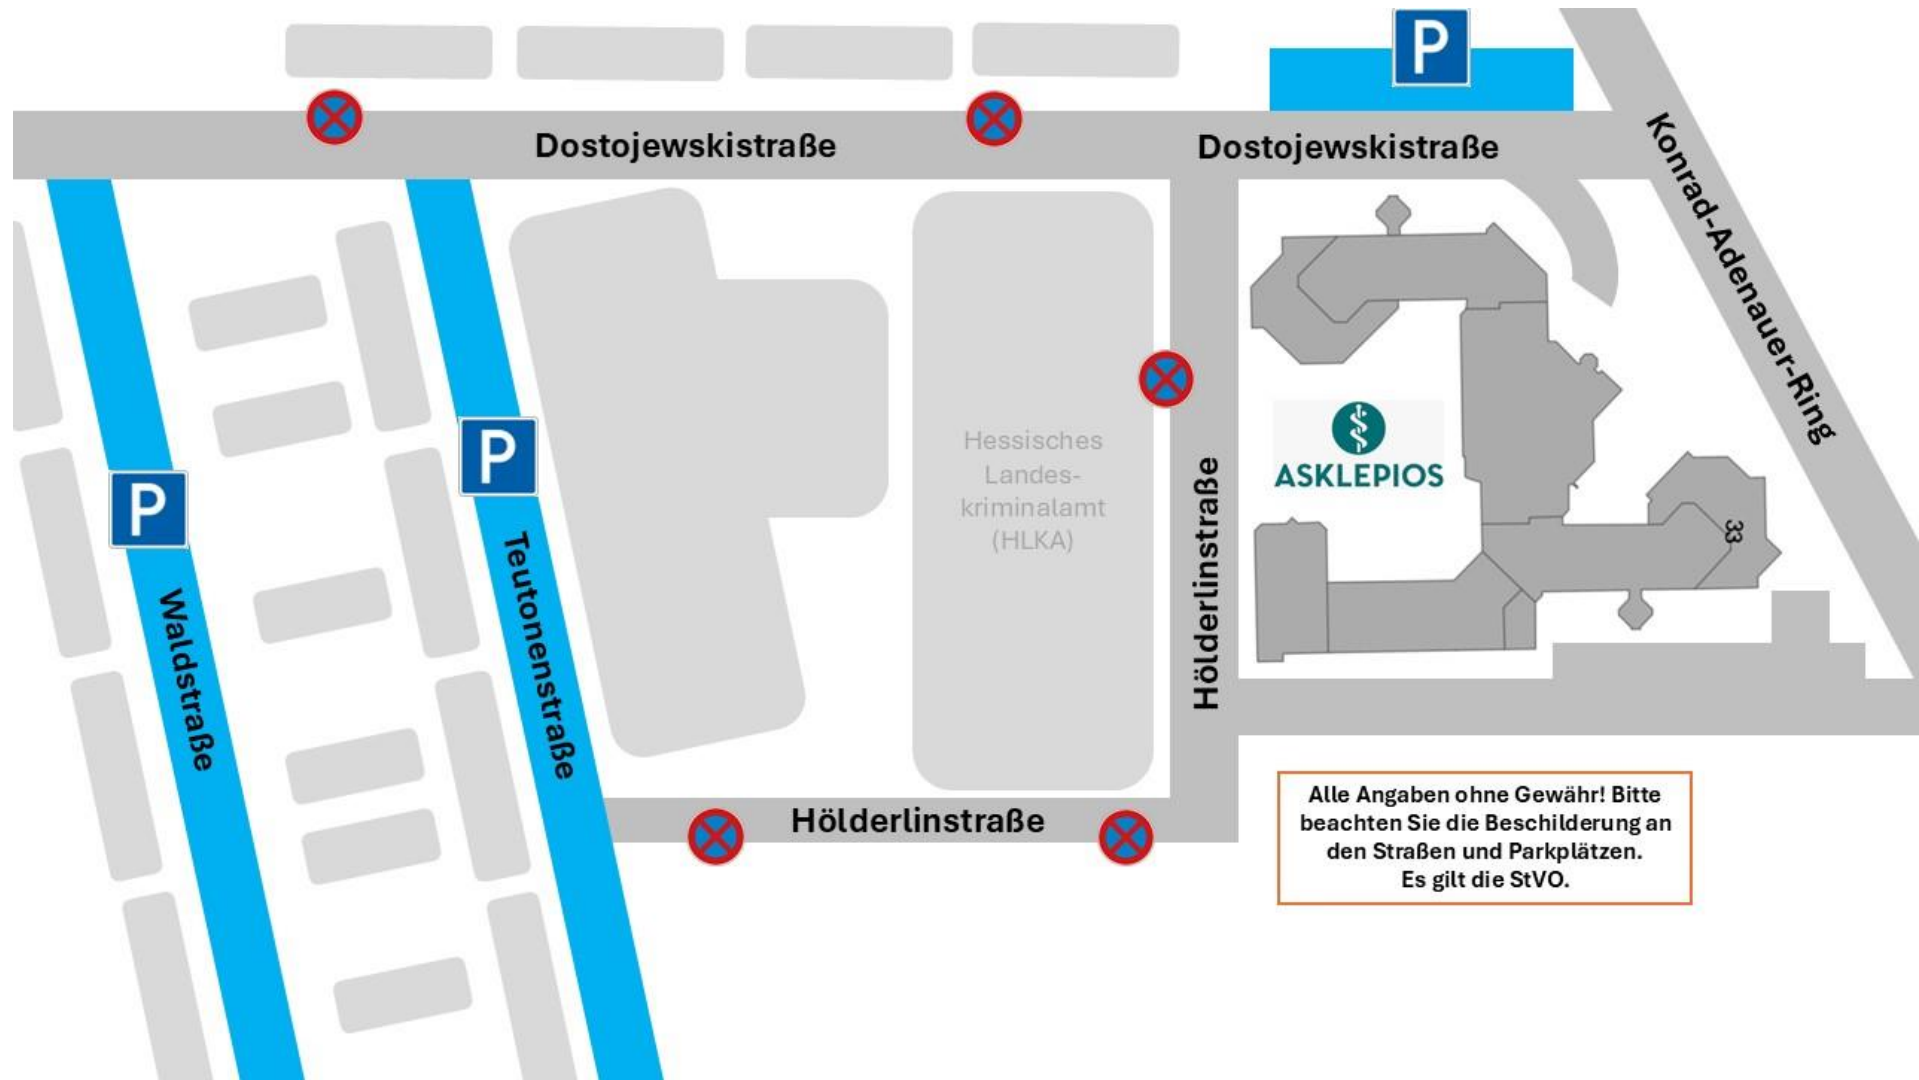 P
Dostojewskistraße
Dostojewskistraße
Konrad-Adenauer-Ring
P
P
Waldstraße
Teutonenstraße
Hessisches
Landes-
kriminalamt
(HLKA)
Hölderlinstraße
ASKLEPIOS
33
Hölderlinstraße
Alle Angaben ohne Gewähr! Bitte
beachten Sie die Beschilderung an
den Straßen und Parkplätzen.
Es gilt die StVO.